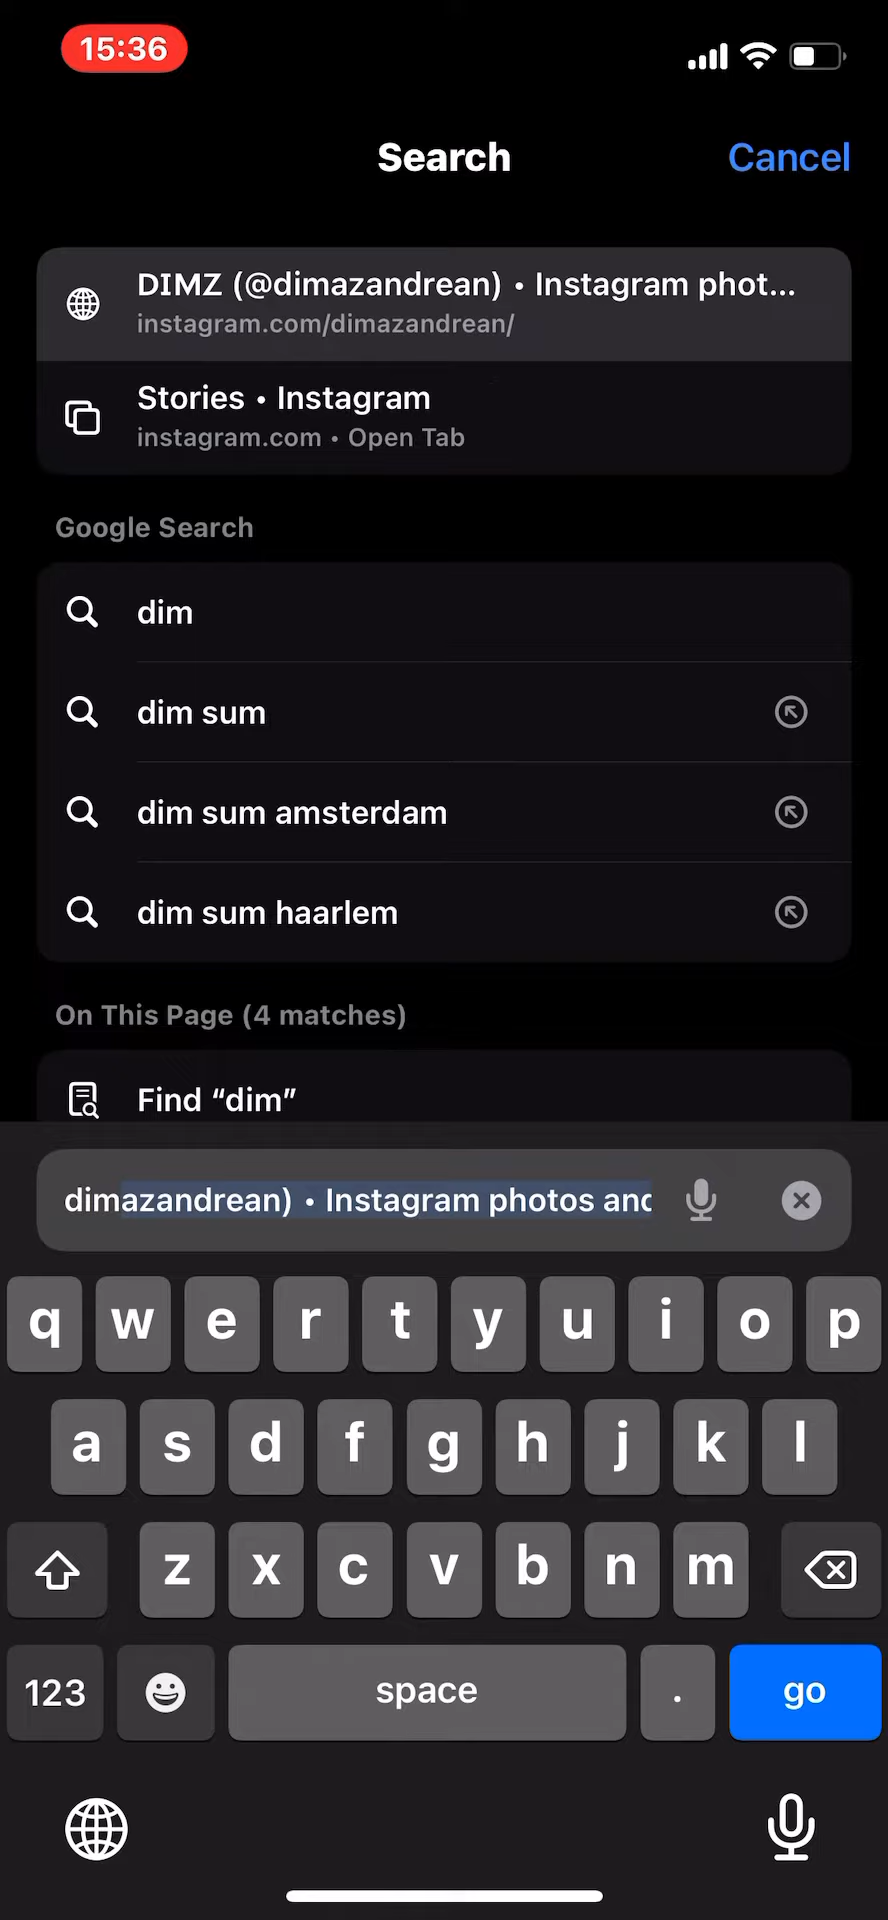 15:36
Search
Cancel
DIMZ (@dimazandrean) • Instagram phot...
instagram.com/dimazandrean/
Stories • Instagram
instagram.com • Open Tab
Google Search
dim
dim sum
dim sum amsterdam
dim sum haarlem
On This Page (4 matches)
Find “dim”
dimazandrean) • Instagram photos and
q w e r t y u i o p
a s d f g h j k l
z x c v b n m
123 space . go